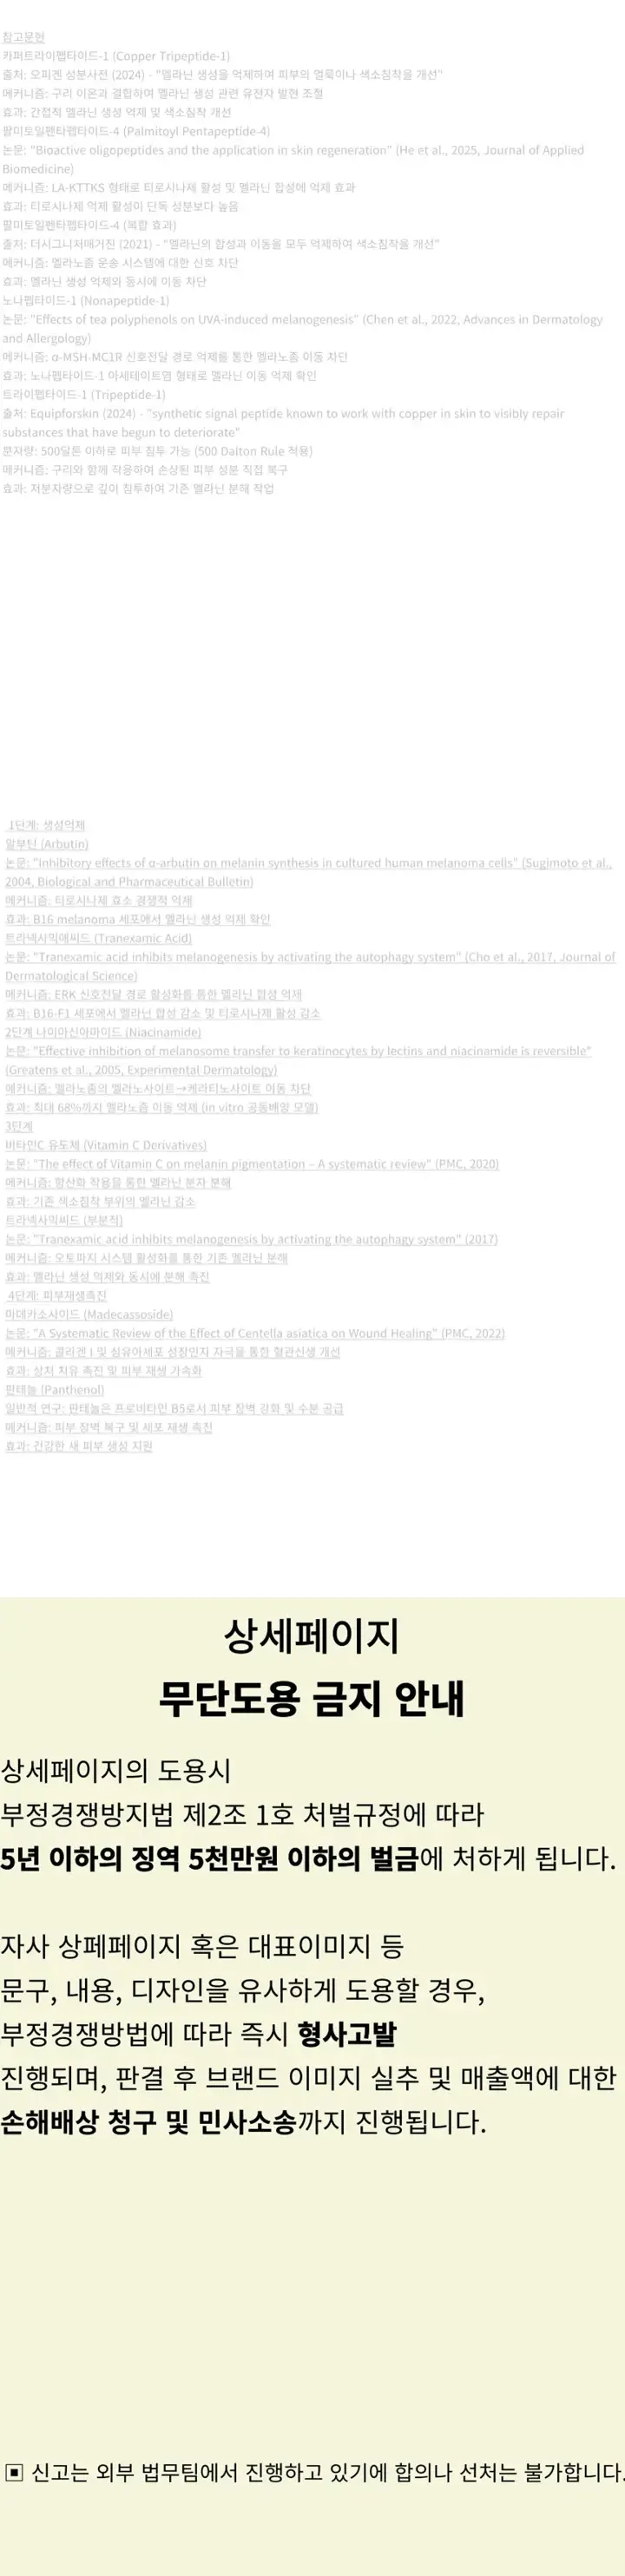 참고문헌
카퍼트라이펩타이드-1 (Copper Tripeptide-1)
출처: 오피젠 성분사전 (2024) - "멜라닌 생성을 억제하여 피부의 얼룩이나 색소침착을 개선"
메커니즘: 구리 이온과 결합하여 멜라닌 생성 관련 유전자 발현 조절
효과: 간접적 멜라닌 생성 억제 및 색소침착 개선
팔미토일펜타펩타이드-4 (Palmitoyl Pentapeptide-4)
논문: "Bioactive oligopeptides and the application in skin regeneration" (He et al., 2025, Journal of Applied
Biomedicine)
메커니즘: LA-KTTKS 형태로 티로시나제 활성 및 멜라닌 합성에 억제 효과
효과: 티로시나제 억제 활성이 단독 성분보다 높음
팔미토일펜타펩타이드-4 (복합 효과)
출처: 더시그니처매거진 (2021) - "멜라닌의 합성과 이동을 모두 억제하여 색소침착을 개선"
메커니즘: 멜라노좀 운송 시스템에 대한 신호 차단
효과: 멜라닌 생성 억제와 동시에 이동 차단
노나펩타이드-1 (Nonapeptide-1)
논문: "Effects of tea polyphenols on UVA-induced melanogenesis" (Chen et al., 2022, Advances in Dermatology
and Allergology)
메커니즘: α-MSH-MC1R 신호전달 경로 억제를 통한 멜라노좀 이동 차단
효과: 노나펩타이드-1 아세테이트염 형태로 멜라닌 이동 억제 확인
트라이펩타이드-1 (Tripeptide-1)
출처: Equipforskin (2024) - "synthetic signal peptide known to work with copper in skin to visibly repair
substances that have begun to deteriorate"
분자량: 500달톤 이하로 피부 침투 가능 (500 Dalton Rule 적용)
메커니즘: 구리와 함께 작용하여 손상된 피부 성분 직접 복구
효과: 저분자량으로 깊이 침투하여 기존 멜라닌 분해 작업
1단계: 생성억제
알부틴 (Arbutin)
논문: "Inhibitory effects of α-arbutin on melanin synthesis in cultured human melanoma cells" (Sugimoto et al.,
2004, Biological and Pharmaceutical Bulletin)
메커니즘: 티로시나제 효소 경쟁적 억제
효과: B16 melanoma 세포에서 멜라닌 생성 억제 확인
트라넥사믹애씨드 (Tranexamic Acid)
논문: "Tranexamic acid inhibits melanogenesis by activating the autophagy system" (Cho et al., 2017, Journal of
Dermatological Science)
메커니즘: ERK 신호전달 경로 활성화를 통한 멜라닌 합성 억제
효과: B16-F1 세포에서 멜라닌 합성 감소 및 티로시나제 활성 감소
2단계 나이아신아마이드 (Niacinamide)
논문: "Effective inhibition of melanosome transfer to keratinocytes by lectins and niacinamide is reversible"
(Greatens et al., 2005, Experimental Dermatology)
메커니즘: 멜라노좀의 멜라노사이트→케라티노사이트 이동 차단
효과: 최대 68%까지 멜라노좀 이동 억제 (in vitro 공동배양 모델)
3단계
비타민C 유도체 (Vitamin C Derivatives)
논문: "The effect of Vitamin C on melanin pigmentation – A systematic review" (PMC, 2020)
메커니즘: 항산화 작용을 통한 멜라닌 분자 분해
효과: 기존 색소침착 부위의 멜라닌 감소
트라넥사믹씨드 (부분적)
논문: "Tranexamic acid inhibits melanogenesis by activating the autophagy system" (2017)
메커니즘: 오토파지 시스템 활성화를 통한 기존 멜라닌 분해
효과: 멜라닌 생성 억제와 동시에 분해 촉진
4단계: 피부재생촉진
마데카소사이드 (Madecassoside)
논문: "A Systematic Review of the Effect of Centella asiatica on Wound Healing" (PMC, 2022)
메커니즘: 콜라겐 I 및 섬유아세포 성장인자 자극을 통한 혈관신생 개선
효과: 상처 치유 촉진 및 피부 재생 가속화
판테놀 (Panthenol)
일반적 연구: 판테놀은 프로비타민 B5로서 피부 장벽 강화 및 수분 공급
메커니즘: 피부 장벽 복구 및 세포 재생 촉진
효과: 건강한 새 피부 생성 지원
상세페이지
무단도용 금지 안내
상세페이지의 도용시
부정경쟁방지법 제2조 1호 처벌규정에 따라
5년 이하의 징역 5천만원 이하의 벌금에 처하게 됩니다.
자사 상페페이지 혹은 대표이미지 등
문구, 내용, 디자인을 유사하게 도용할 경우,
부정경쟁방법에 따라 즉시 형사고발
진행되며, 판결 후 브랜드 이미지 실추 및 매출액에 대한
손해배상 청구 및 민사소송까지 진행됩니다.
▣ 신고는 외부 법무팀에서 진행하고 있기에 합의나 선처는 불가합니다.